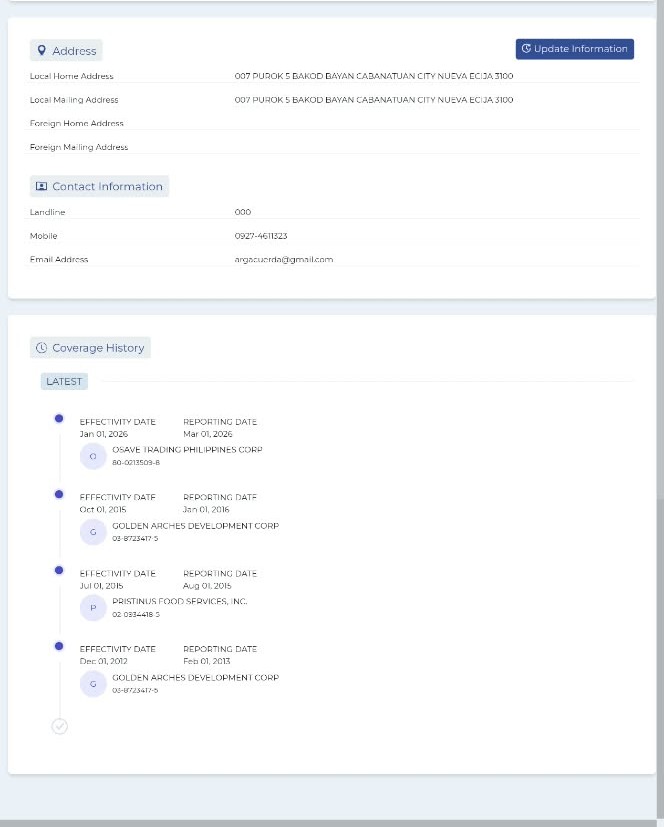 Address
Update Information
Local Home Address 007 PUROK 5 BAKOD BAYAN CABANATUAN CITY NUEVA ECIJA 3100
Local Mailing Address 007 PUROK 5 BAKOD BAYAN CABANATUAN CITY NUEVA ECIJA 3100
Foreign Home Address
Foreign Mailing Address
Contact Information
Landline 000
Mobile 0927-4611323
Email Address argacuerda@gmail.com
Coverage History
LATEST
EFFECTIVITY DATE REPORTING DATE
Jan 01, 2026 Mar 01, 2026
O OSAVE TRADING PHILIPPINES CORP
80-0213509-8
EFFECTIVITY DATE REPORTING DATE
Oct 01, 2015 Jan 01, 2016
G GOLDEN ARCHES DEVELOPMENT CORP
03-8723417-5
EFFECTIVITY DATE REPORTING DATE
Jul 01, 2015 Aug 01, 2015
P PRISTINUS FOOD SERVICES, INC.
02-0934418-5
EFFECTIVITY DATE REPORTING DATE
Dec 01, 2012 Feb 01, 2013
G GOLDEN ARCHES DEVELOPMENT CORP
03-8723417-5